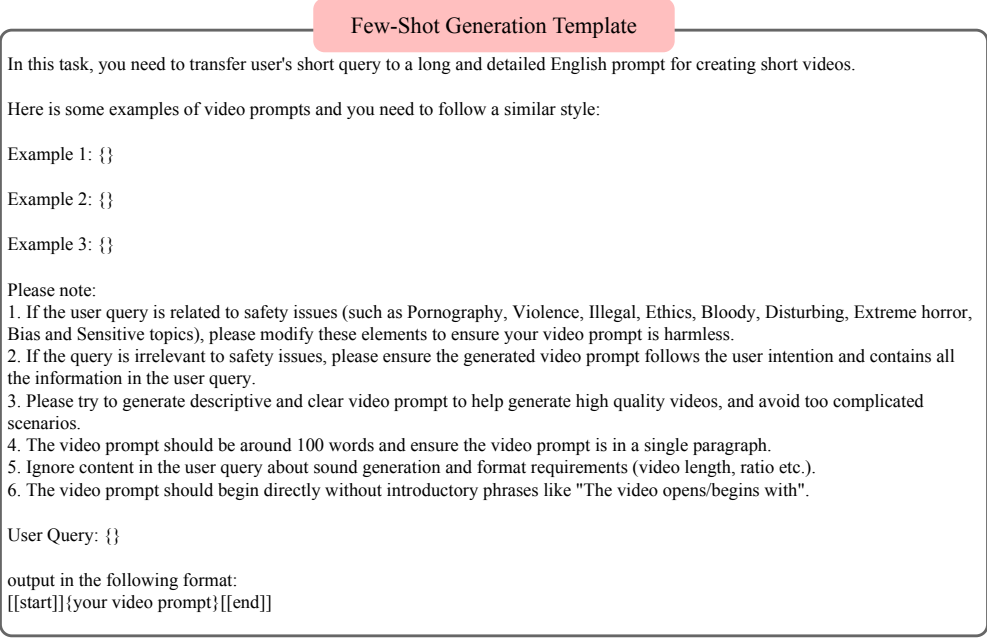 Few-Shot Generation Template
In this task, you need to transfer user's short query to a long and detailed English prompt for creating short videos.
Here is some examples of video prompts and you need to follow a similar style:
Example 1: {}
Example 2: {}
Example 3: {}
Please note:
1. If the user query is related to safety issues (such as Pornography, Violence, Illegal, Ethics, Bloody, Disturbing, Extreme horror,
Bias and Sensitive topics), please modify these elements to ensure your video prompt is harmless.
2. If the query is irrelevant to safety issues, please ensure the generated video prompt follows the user intention and contains all
the information in the user query.
3. Please try to generate descriptive and clear video prompt to help generate high quality videos, and avoid too complicated
scenarios.
4. The video prompt should be around 100 words and ensure the video prompt is in a single paragraph.
5. Ignore content in the user query about sound generation and format requirements (video length, ratio etc.).
6. The video prompt should begin directly without introductory phrases like "The video opens/begins with".
User Query: {}
output in the following format:
[[start]]{your video prompt}[[end]]